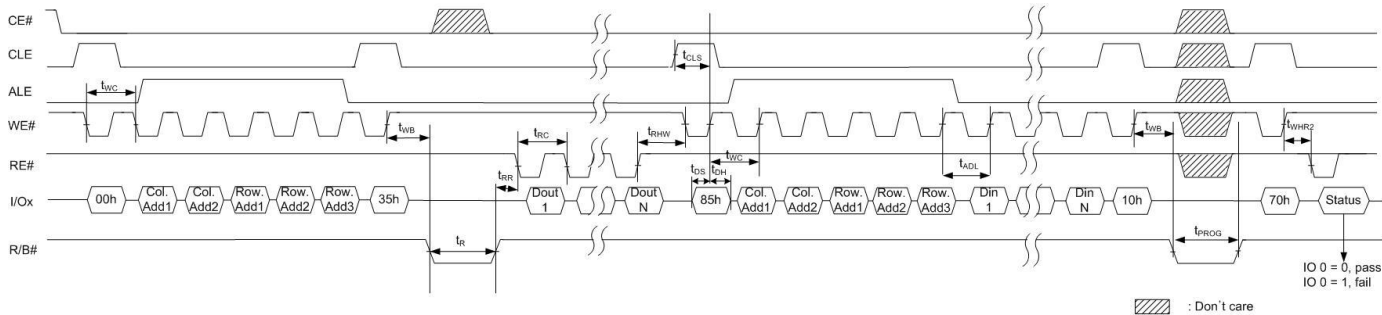 CE#
CLE
tCLS
ALE
tWC
WE#
tWB
tRC
tRHW
tWC
tWB
tWHR2
RE#
tRR
tDS
tDH
tADL
I/Ox
00h
Col. Add1
Col. Add2
Row. Add1
Row. Add2
Row. Add3
35h
Dout 1
Dout N
85h
Col. Add1
Col. Add2
Row. Add1
Row. Add2
Row. Add3
Din 1
Din N
10h
70h
Status
R/B#
tR
tPROG
IO 0 = 0, pass
IO 0 = 1, fail
: Don´t care